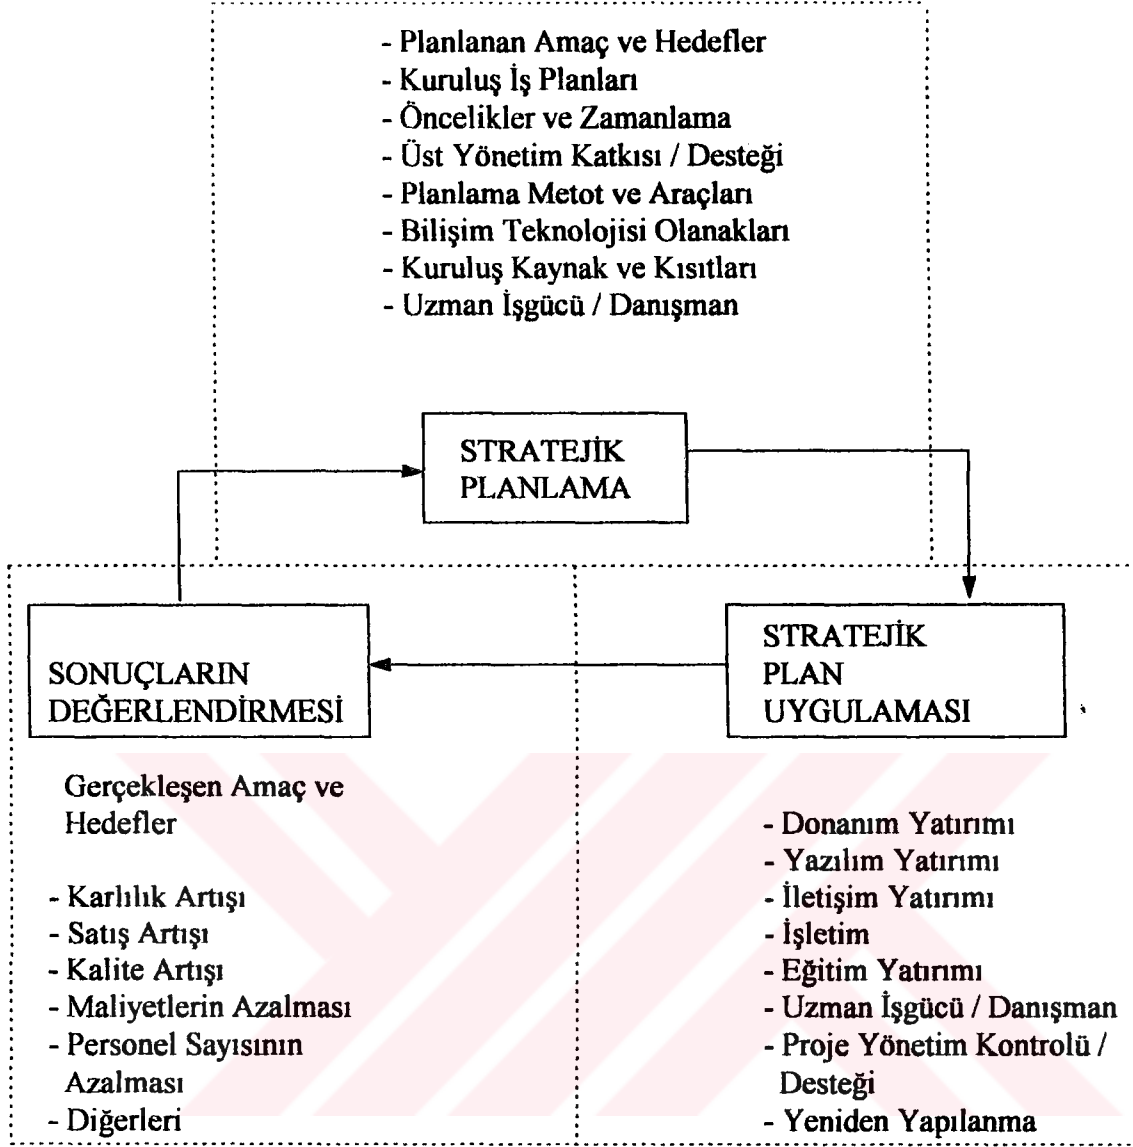 - Planlanan Amaç ve Hedefler
- Kuruluş İş Planları
- Öncelikler ve Zamanlama
- Üst Yönetim Katkısı / Desteği
- Planlama Metot ve Araçları
- Bilişim Teknolojisi Olanakları
- Kuruluş Kaynak ve Kısıtları
- Uzman İşgücü / Danışman
STRATEJİK
PLANLAMA
SONUÇLARIN
DEĞERLENDİRMESİ
Gerçekleşen Amaç ve
Hedefler
- Karlılık Artışı
- Satış Artışı
- Kalite Artışı
- Maliyetlerin Azalması
- Personel Sayısının
Azalması
- Diğerleri
STRATEJİK
PLAN
UYGULAMASI
- Donanım Yatırımı
- Yazılım Yatırımı
- İletişim Yatırımı
- İşletim
- Eğitim Yatırımı
- Uzman İşgücü / Danışman
- Proje Yönetim Kontrolü /
Desteği
- Yeniden Yapılanma